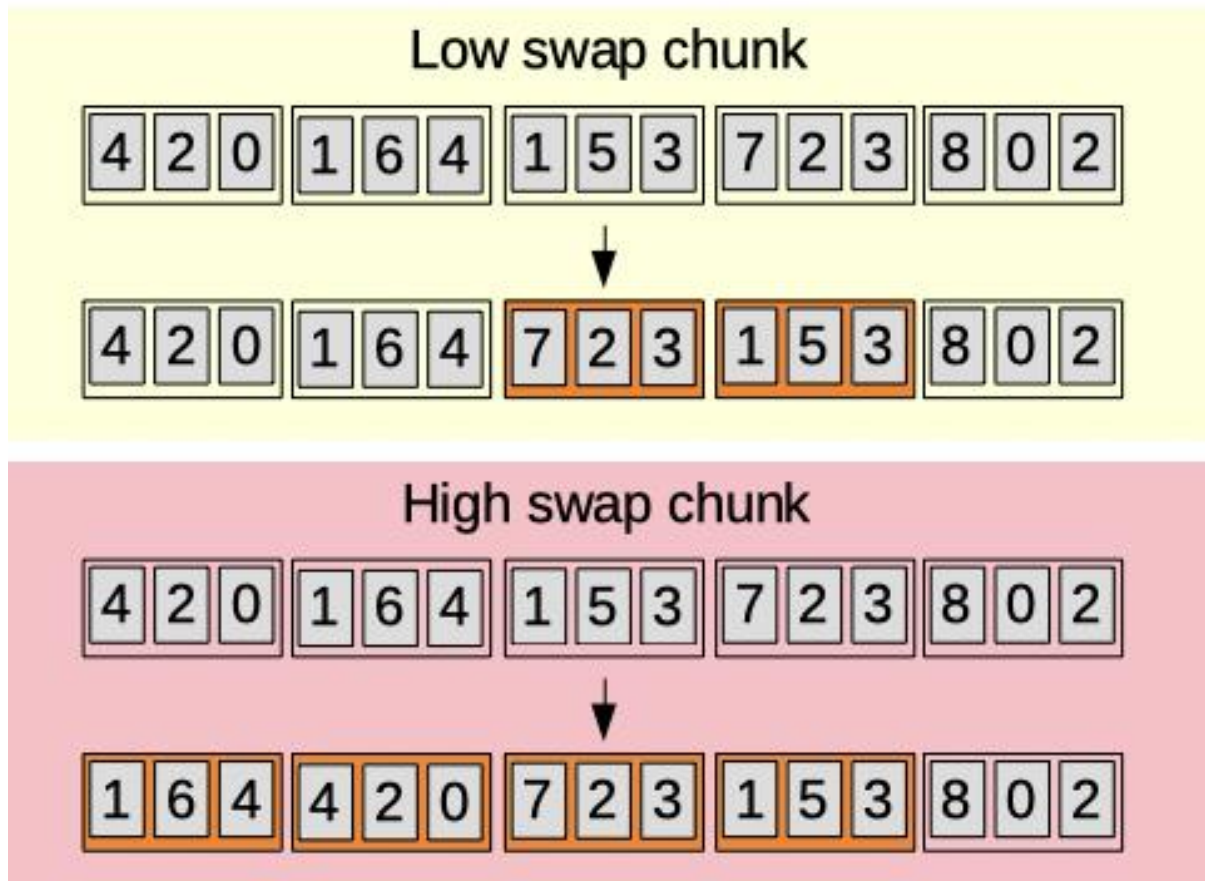 Low swap chunk
4 2 0 1 6 4 1 5 3 7 2 3 8 0 2
4 2 0 1 6 4 7 2 3 1 5 3 8 0 2
High swap chunk
4 2 0 1 6 4 1 5 3 7 2 3 8 0 2
1 6 4 4 2 0 7 2 3 1 5 3 8 0 2